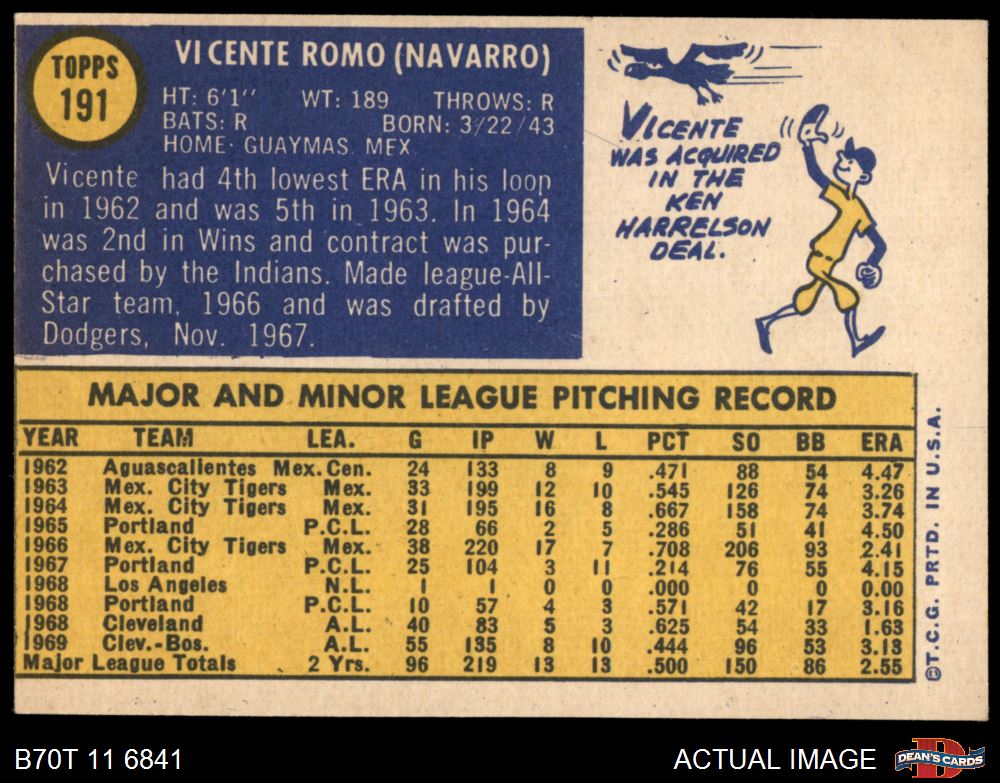 TOPPS
191
VICENTE ROMO (NAVARRO)
HT: 6'1" WT: 189 THROWS: R
BATS: R BORN: 3/22/43
HOME: GUAYMAS, MEX.
Vicente had 4th lowest ERA in his loop
in 1962 and was 5th in 1963. In 1964
was 2nd in Wins and contract was pur-
chased by the Indians. Made league-All-
Star team, 1966 and was drafted by
Dodgers, Nov. 1967.
VICENTE
WAS ACQUIRED
IN THE
KEN
HARRELSON
DEAL.
MAJOR AND MINOR LEAGUE PITCHING RECORD
YEAR TEAM LEA. G IP W L PCT SO BB ERA
1962 Aguascalientes Mex. Cen. 24 133 8 9 .471 88 54 4.47
1963 Mex. City Tigers Mex. 33 199 12 10 .545 126 74 3.26
1964 Mex. City Tigers Mex. 31 195 16 8 .667 158 74 3.74
1965 Portland P.C.L. 28 66 2 5 .286 51 41 4.50
1966 Mex. City Tigers Mex. 38 220 17 7 .708 206 93 2.41
1967 Portland P.C.L. 25 104 3 11 .214 76 55 4.15
1968 Los Angeles N.L. 1 1 0 0 .000 0 0 0.00
1968 Portland P.C.L. 10 57 4 3 .571 42 17 3.16
1968 Cleveland A.L. 40 83 5 3 .625 54 33 1.63
1969 Clev.-Bos. A.L. 55 135 8 10 .444 96 53 3.13
Major League Totals 2 Yrs. 96 219 13 13 .500 150 86 2.55
©T.C.G. PRTD. IN U.S.A.
B70T 11 6841
ACTUAL IMAGE
D
DEAN'S CARDS